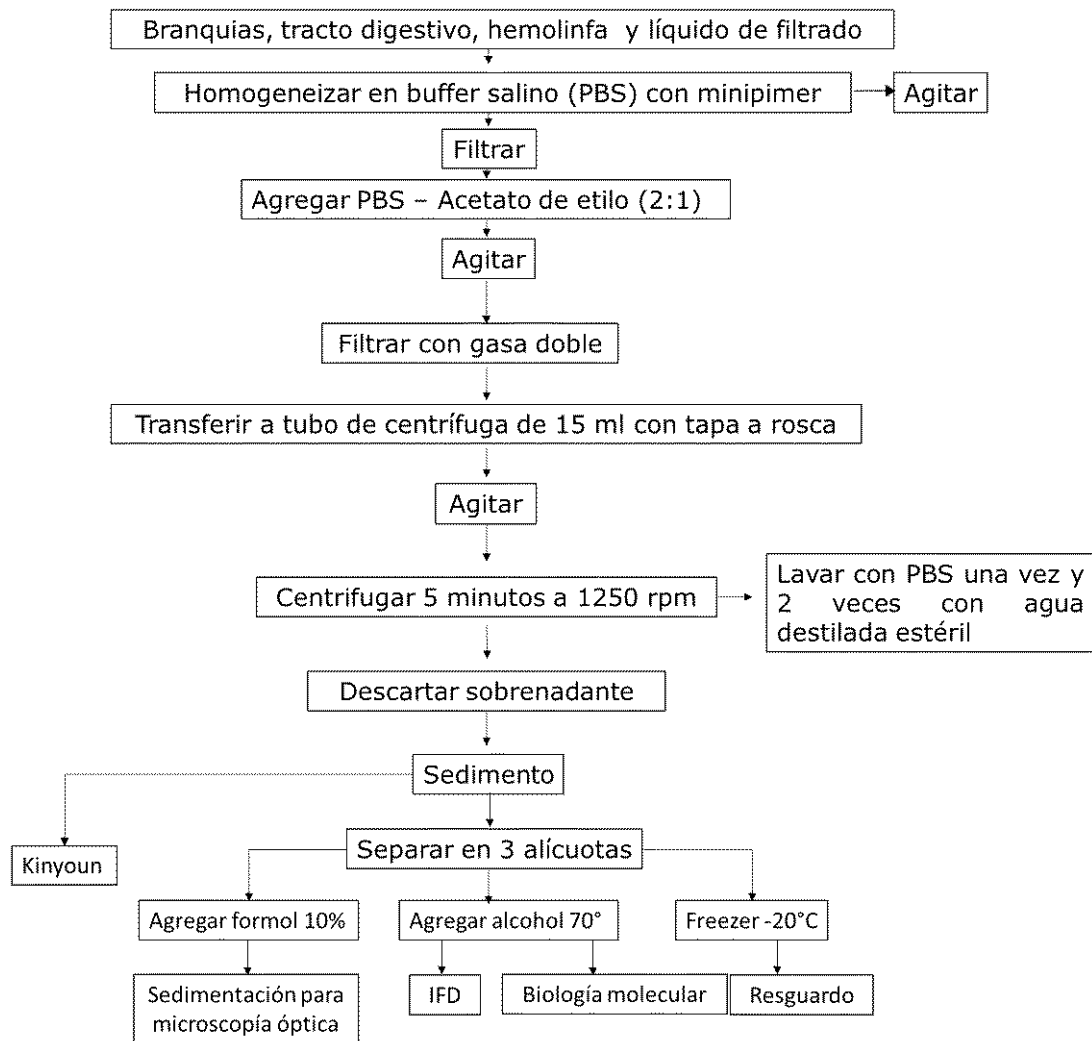 Branquias, tracto digestivo, hemolinfa y líquido de filtrado
Homogeneizar en buffer salino (PBS) con minipimer
Agitar
Filtrar
Agregar PBS – Acetato de etilo (2:1)
Agitar
Filtrar con gasa doble
Transferir a tubo de centrífuga de 15 ml con tapa a rosca
Agitar
Centrifugar 5 minutos a 1250 rpm
Lavar con PBS una vez y
2 veces con agua
destilada estéril
Descartar sobrenadante
Sedimento
Kinyoun
Separar en 3 alícuotas
Agregar formol 10%
Agregar alcohol 70°
Freezer -20°C
Sedimentación para
microscopía óptica
IFD
Biología molecular
Resguardo